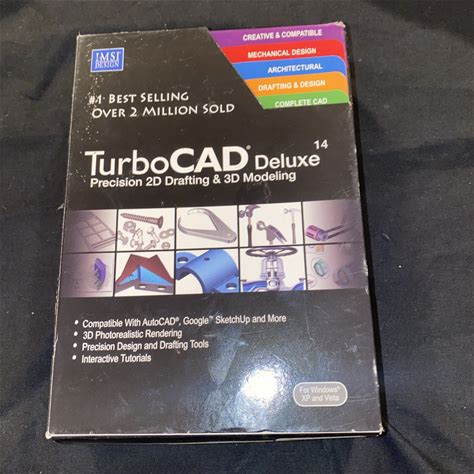 IMSI
DESIGN
CREATIVE & COMPATIBLE
MECHANICAL DESIGN
ARCHITECTURAL
DRAFTING & DESIGN
COMPLETE CAD
#1 BEST SELLING
OVER 2 MILLION SOLD
TurboCAD® Deluxe 14
Precision 2D Drafting & 3D Modeling
• Compatible With AutoCAD®, Google™ SketchUp and More
• 3D Photorealistic Rendering
• Precision Design and Drafting Tools
• Interactive Tutorials
For Windows®
XP and Vista